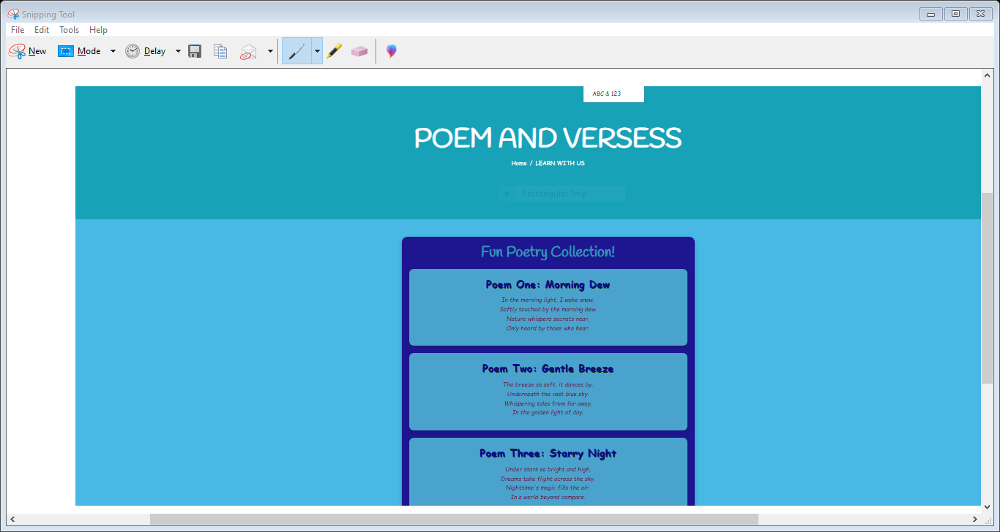 Snipping Tool
File Edit Tools Help
New Mode Delay
ABC & 123
POEM AND VERSESS
Home / LEARN WITH US
Rectangular Snip
Fun Poetry Collection!
Poem One: Morning Dew
In the morning light, I wake anew,
Softly touched by the morning dew.
Nature whispers secrets near,
Only heard by those who hear.
Poem Two: Gentle Breeze
The breeze so soft, it dances by,
Underneath the vast blue sky.
Whispering tales from far away,
In the golden light of day.
Poem Three: Starry Night
Under stars so bright and high,
Dreams take flight across the sky.
Nighttime's magic fills the air,
In a world beyond compare.